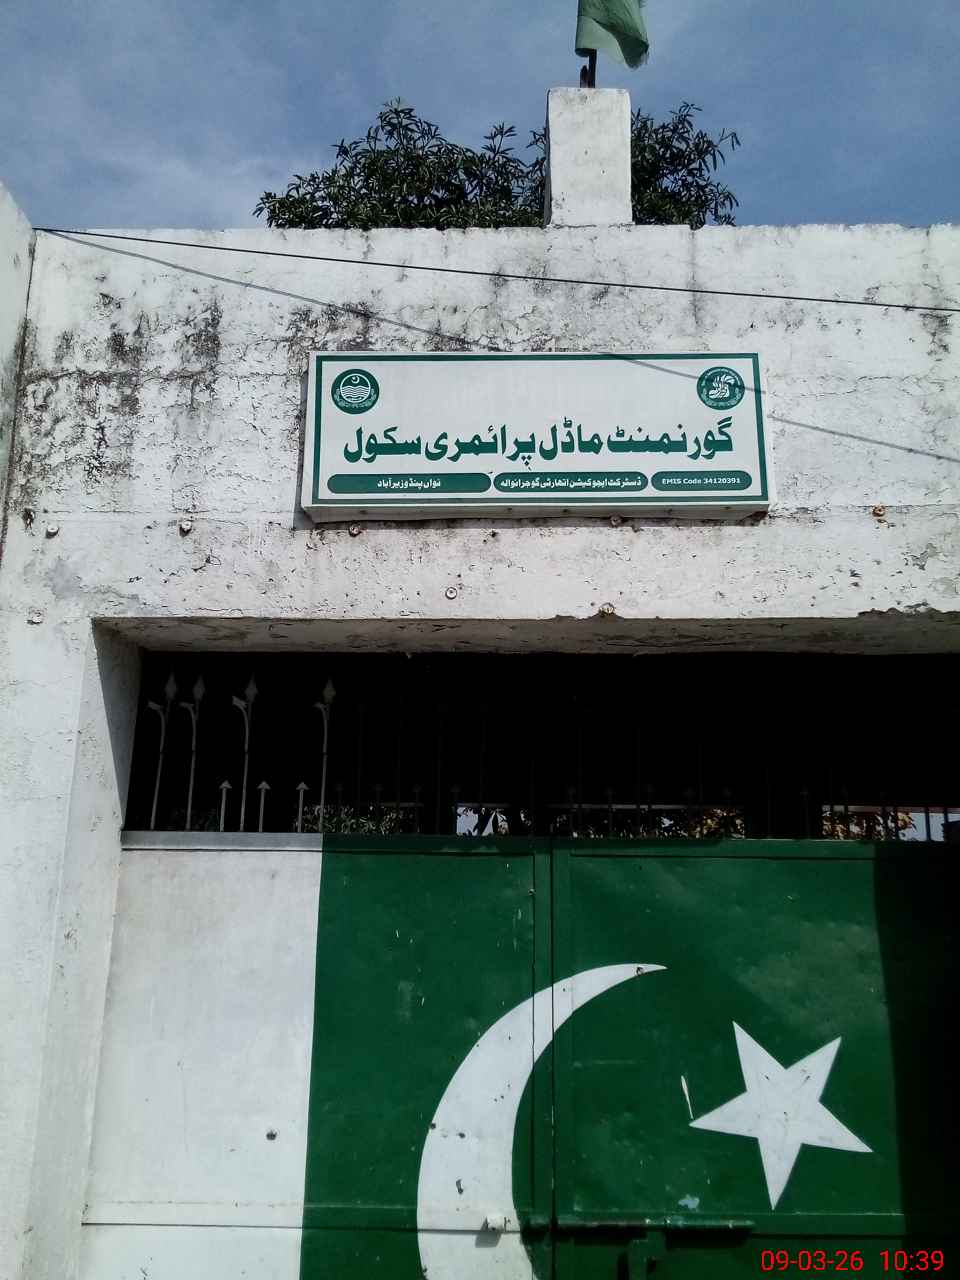 گورنمنٹ ماڈل پرائمری سکول
EMIS Code 34120391 ڈسٹرکٹ ایجوکیشن اتھارٹی گوجرانوالہ نواں پنڈ وزیرآباد
09-03-26 10:39